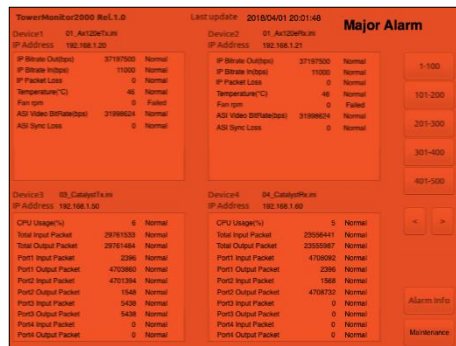 TowerMonitor2000 Rel.1.0
Last update 2018/04/01 20:01:48
Major Alarm
Device1 01_Ax120eTx.ini
IP Address 192.168.1.20
IP Bitrate Out(bps) 37197500 Normal
IP Bitrate In(bps) 11000 Normal
IP Packet Loss 0 Normal
Temperature(°C) 46 Normal
Fan rpm 0 Failed
ASI Video BitRate(bps) 31998624 Normal
ASI Sync Loss 0 Normal
Device2 01_Ax120eRx.ini
IP Address 192.168.1.21
IP Bitrate Out(bps) 37197500 Normal
IP Bitrate In(bps) 11000 Normal
IP Packet Loss 0 Normal
Temperature(°C) 46 Normal
Fan rpm 0 Failed
ASI Video BitRate(bps) 31998624 Normal
ASI Sync Loss 0 Normal
1-100
101-200
201-300
301-400
401-500
< >
Device3 03_CatalystTx.ini
IP Address 192.168.1.50
CPU Usage(%) 6 Normal
Total Input Packet 29761533 Normal
Total Output Packet 29761484 Normal
Port1 Input Packet 2396 Normal
Port1 Output Packet 4703860 Normal
Port2 Input Packet 4701394 Normal
Port2 Output Packet 1548 Normal
Port3 Input Packet 5438 Normal
Port3 Output Packet 5438 Normal
Port4 Input Packet 0 Normal
Port4 Output Packet 0 Normal
Device4 04_CatalystRx.ini
IP Address 192.168.1.60
CPU Usage(%) 5 Normal
Total Input Packet 23556441 Normal
Total Output Packet 23555987 Normal
Port1 Input Packet 4708092 Normal
Port1 Output Packet 2396 Normal
Port2 Input Packet 1568 Normal
Port2 Output Packet 4708732 Normal
Port3 Input Packet 0 Normal
Port3 Output Packet 0 Normal
Port4 Input Packet 0 Normal
Port4 Output Packet 0 Normal
Alarm Info
Maintenance